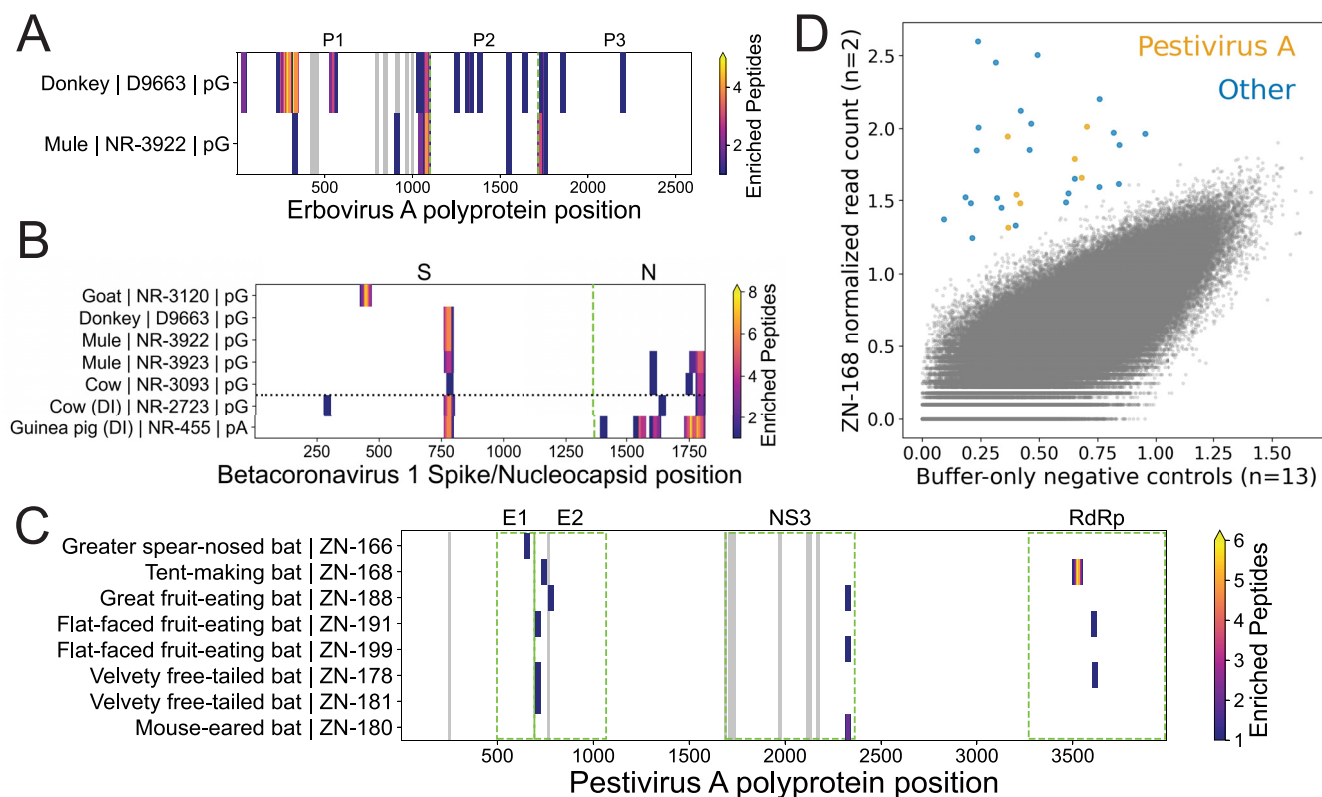 A
P1 P2 P3
Donkey | D9663 | pG
Mule | NR-3922 | pG
500 1000 1500 2000 2500
Erbovirus A polyprotein position
4
2
Enriched Peptides
B
S N
Goat | NR-3120 | pG
Donkey | D9663 | pG
Mule | NR-3922 | pG
Mule | NR-3923 | pG
Cow | NR-3093 | pG
Cow (DI) | NR-2723 | pG
Guinea pig (DI) | NR-455 | pA
250 500 750 1000 1250 1500 1750
Betacoronavirus 1 Spike/Nucleocapsid position
8
6
4
2
Enriched Peptides
D
Pestivirus A
Other
ZN-168 normalized read count (n=2)
2.5
2.0
1.5
1.0
0.5
0.0
0.00 0.25 0.50 0.75 1.00 1.25 1.50
Buffer-only negative controls (n=13)
C
E1 E2 NS3 RdRp
Greater spear-nosed bat | ZN-166
Tent-making bat | ZN-168
Great fruit-eating bat | ZN-188
Flat-faced fruit-eating bat | ZN-191
Flat-faced fruit-eating bat | ZN-199
Velvety free-tailed bat | ZN-178
Velvety free-tailed bat | ZN-181
Mouse-eared bat | ZN-180
500 1000 1500 2000 2500 3000 3500
Pestivirus A polyprotein position
6
5
4
3
2
1
Enriched Peptides